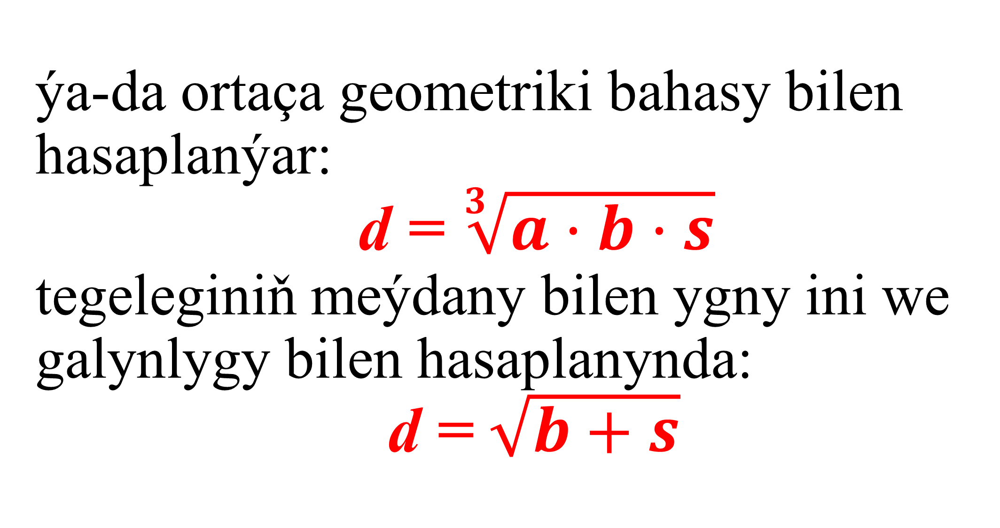 ýa-da ortaça geometriki bahasy bilen
hasaplanýar:
d = ∛(a · b · s)
tegeleginiň meýdany bilen ygny ini we
galynlygy bilen hasaplanynda:
d = √(b + s)